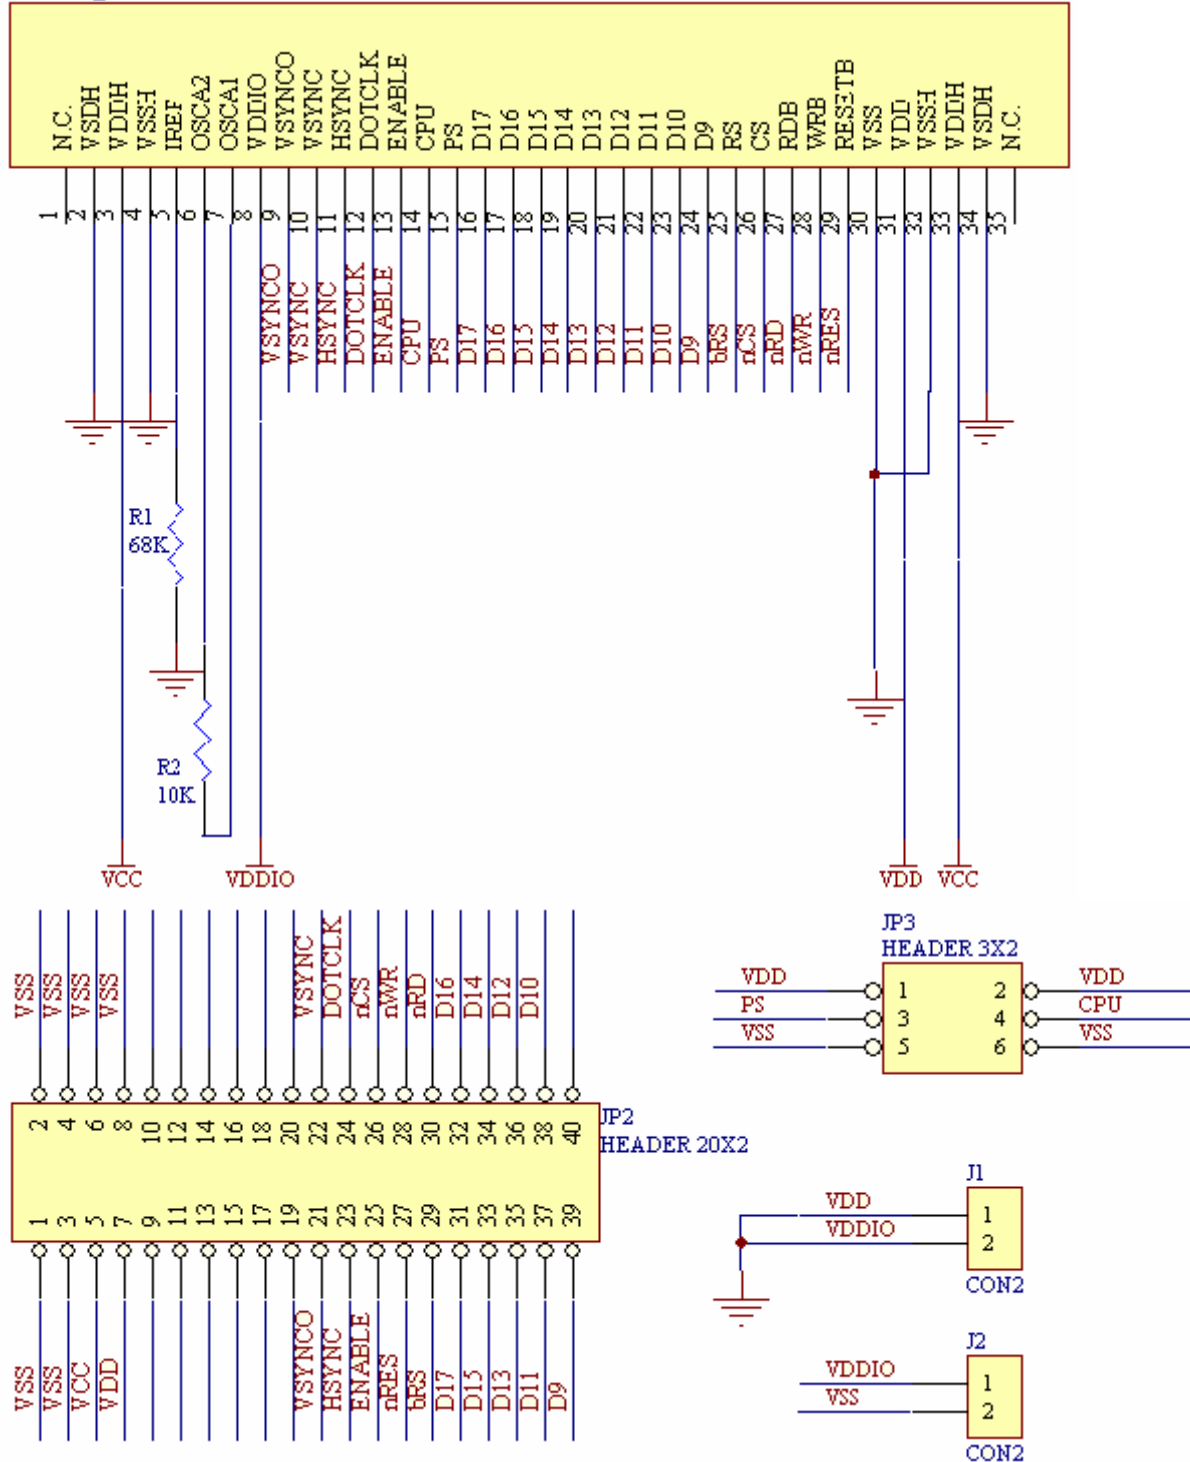 N.C. VSDH VDDH VSSH IREF OSCA2 OSCA1 VDDIO VSYNCO VSYNC HSYNC DOTCLK ENABLE CPU PS D17 D16 D15 D14 D13 D12 D11 D10 D9 RS CS RDB WRB RESETB VSS VDD VSSH VDDH VSDH N.C.
1 2 3 4 5 6 7 8 9 10 11 12 13 14 15 16 17 18 19 20 21 22 23 24 25 26 27 28 29 30 31 32 33 34 35
VSYNCO VSYNC HSYNC DOTCLK ENABLE CPU PS D17 D16 D15 D14 D13 D12 D11 D10 D9 bRS nCS nRD nWR nRES
R1
68K
R2
10K
VCC VDDIO VDD VCC
VSS VSS VSS VSS VSYNC DOTCLK nCS nWR nRD D16 D14 D12 D10
2 4 6 8 10 12 14 16 18 20 22 24 26 28 30 32 34 36 38 40
JP2
HEADER 20X2
1 3 5 7 9 11 13 15 17 19 21 23 25 27 29 31 33 35 37 39
VSS VSS VCC VDD VSYNCO HSYNC ENABLE nRES bRS D17 D15 D13 D11 D9
JP3
HEADER 3X2
VDD 1 2 VDD
PS 3 4 CPU
VSS 5 6 VSS
J1
VDD 1
VDDIO 2
CON2
J2
VDDIO 1
VSS 2
CON2